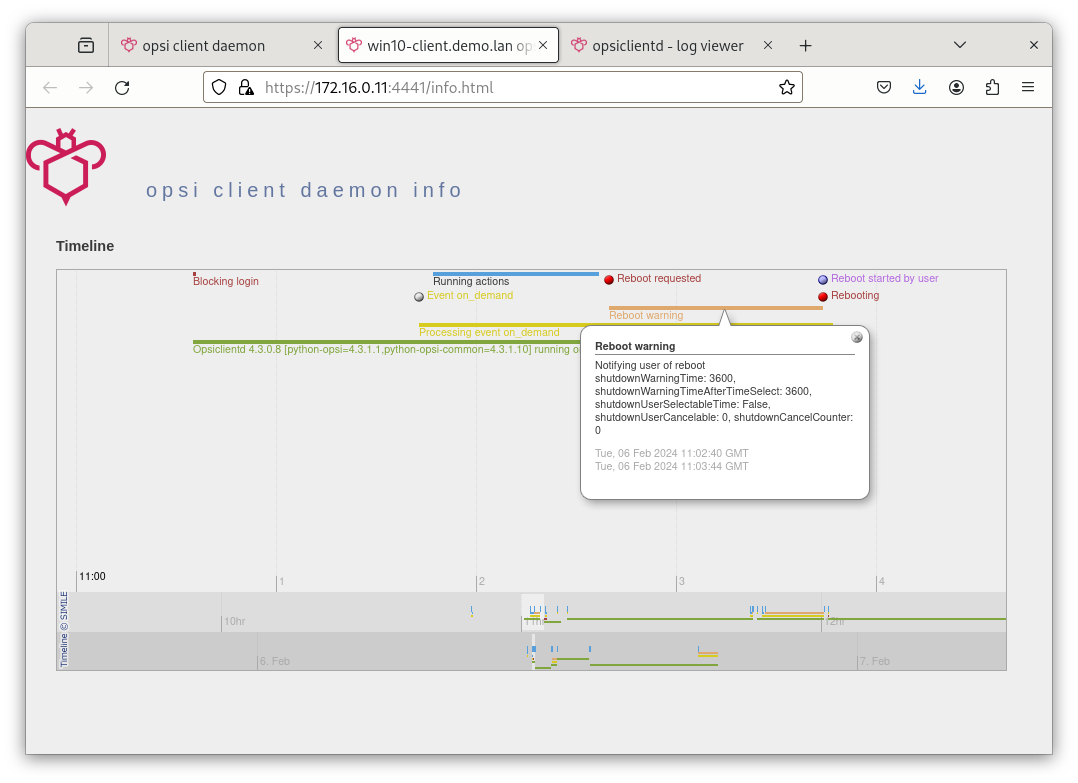 opsi client daemon
win10-client.demo.lan op
opsiclientd - log viewer
https://172.16.0.11:4441/info.html
opsi client daemon info
Timeline
Blocking login
Running actions
Reboot requested
Reboot started by user
Event on_demand
Rebooting
Reboot warning
Processing event on_demand
Opsiclientd 4.3.0.8 [python-opsi=4.3.1.1,python-opsi-common=4.3.1.10] running o
Reboot warning
Notifying user of reboot
shutdownWarningTime: 3600,
shutdownWarningTimeAfterTimeSelect: 3600,
shutdownUserSelectableTime: False,
shutdownUserCancelable: 0, shutdownCancelCounter:
0
Tue, 06 Feb 2024 11:02:40 GMT
Tue, 06 Feb 2024 11:03:44 GMT
11:00
1
2
3
4
10hr
11hr
12hr
6. Feb
7. Feb
Timeline © SIMILE